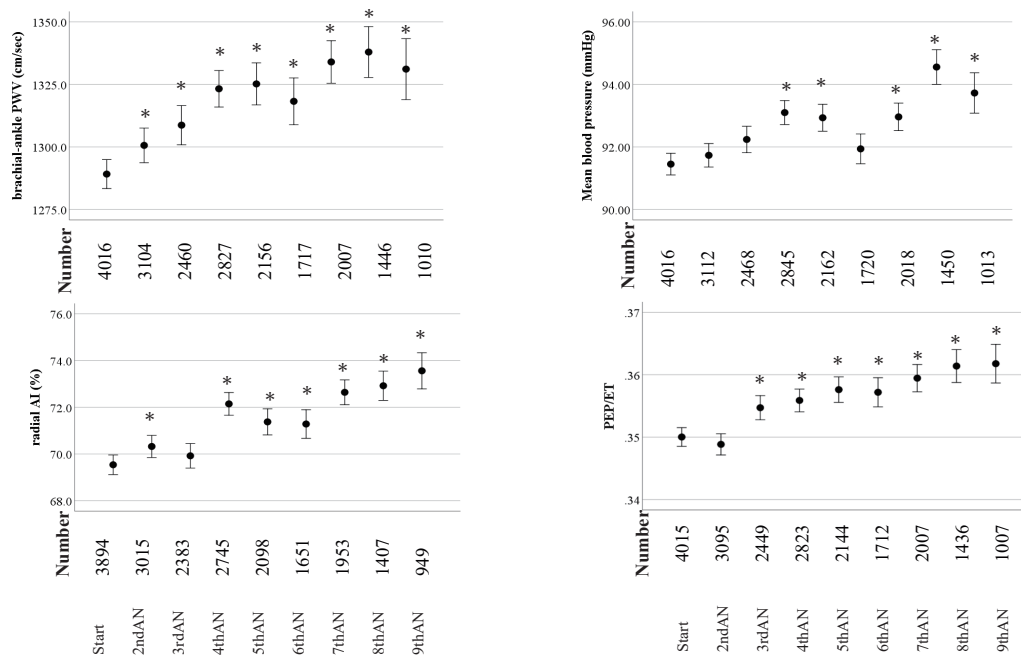 brachial-ankle PWV (cm/sec)
1350.0
1325.0
1300.0
1275.0
* * * * * * * *
Number
4016 3104 2460 2827 2156 1717 2007 1446 1010
Mean blood pressure (mmHg)
96.00
94.00
92.00
90.00
* * * * *
Number
4016 3112 2468 2845 2162 1720 2018 1450 1013
radial AI (%)
76.0
74.0
72.0
70.0
68.0
* * * * * * *
Number
3894 3015 2383 2745 2098 1651 1953 1407 949
Start 2ndAN 3rdAN 4thAN 5thAN 6thAN 7thAN 8thAN 9thAN
PEP/ET
.37
.36
.35
.34
* * * * * * *
Number
4015 3095 2449 2823 2144 1712 2007 1436 1007
Start 2ndAN 3rdAN 4thAN 5thAN 6thAN 7thAN 8thAN 9thAN